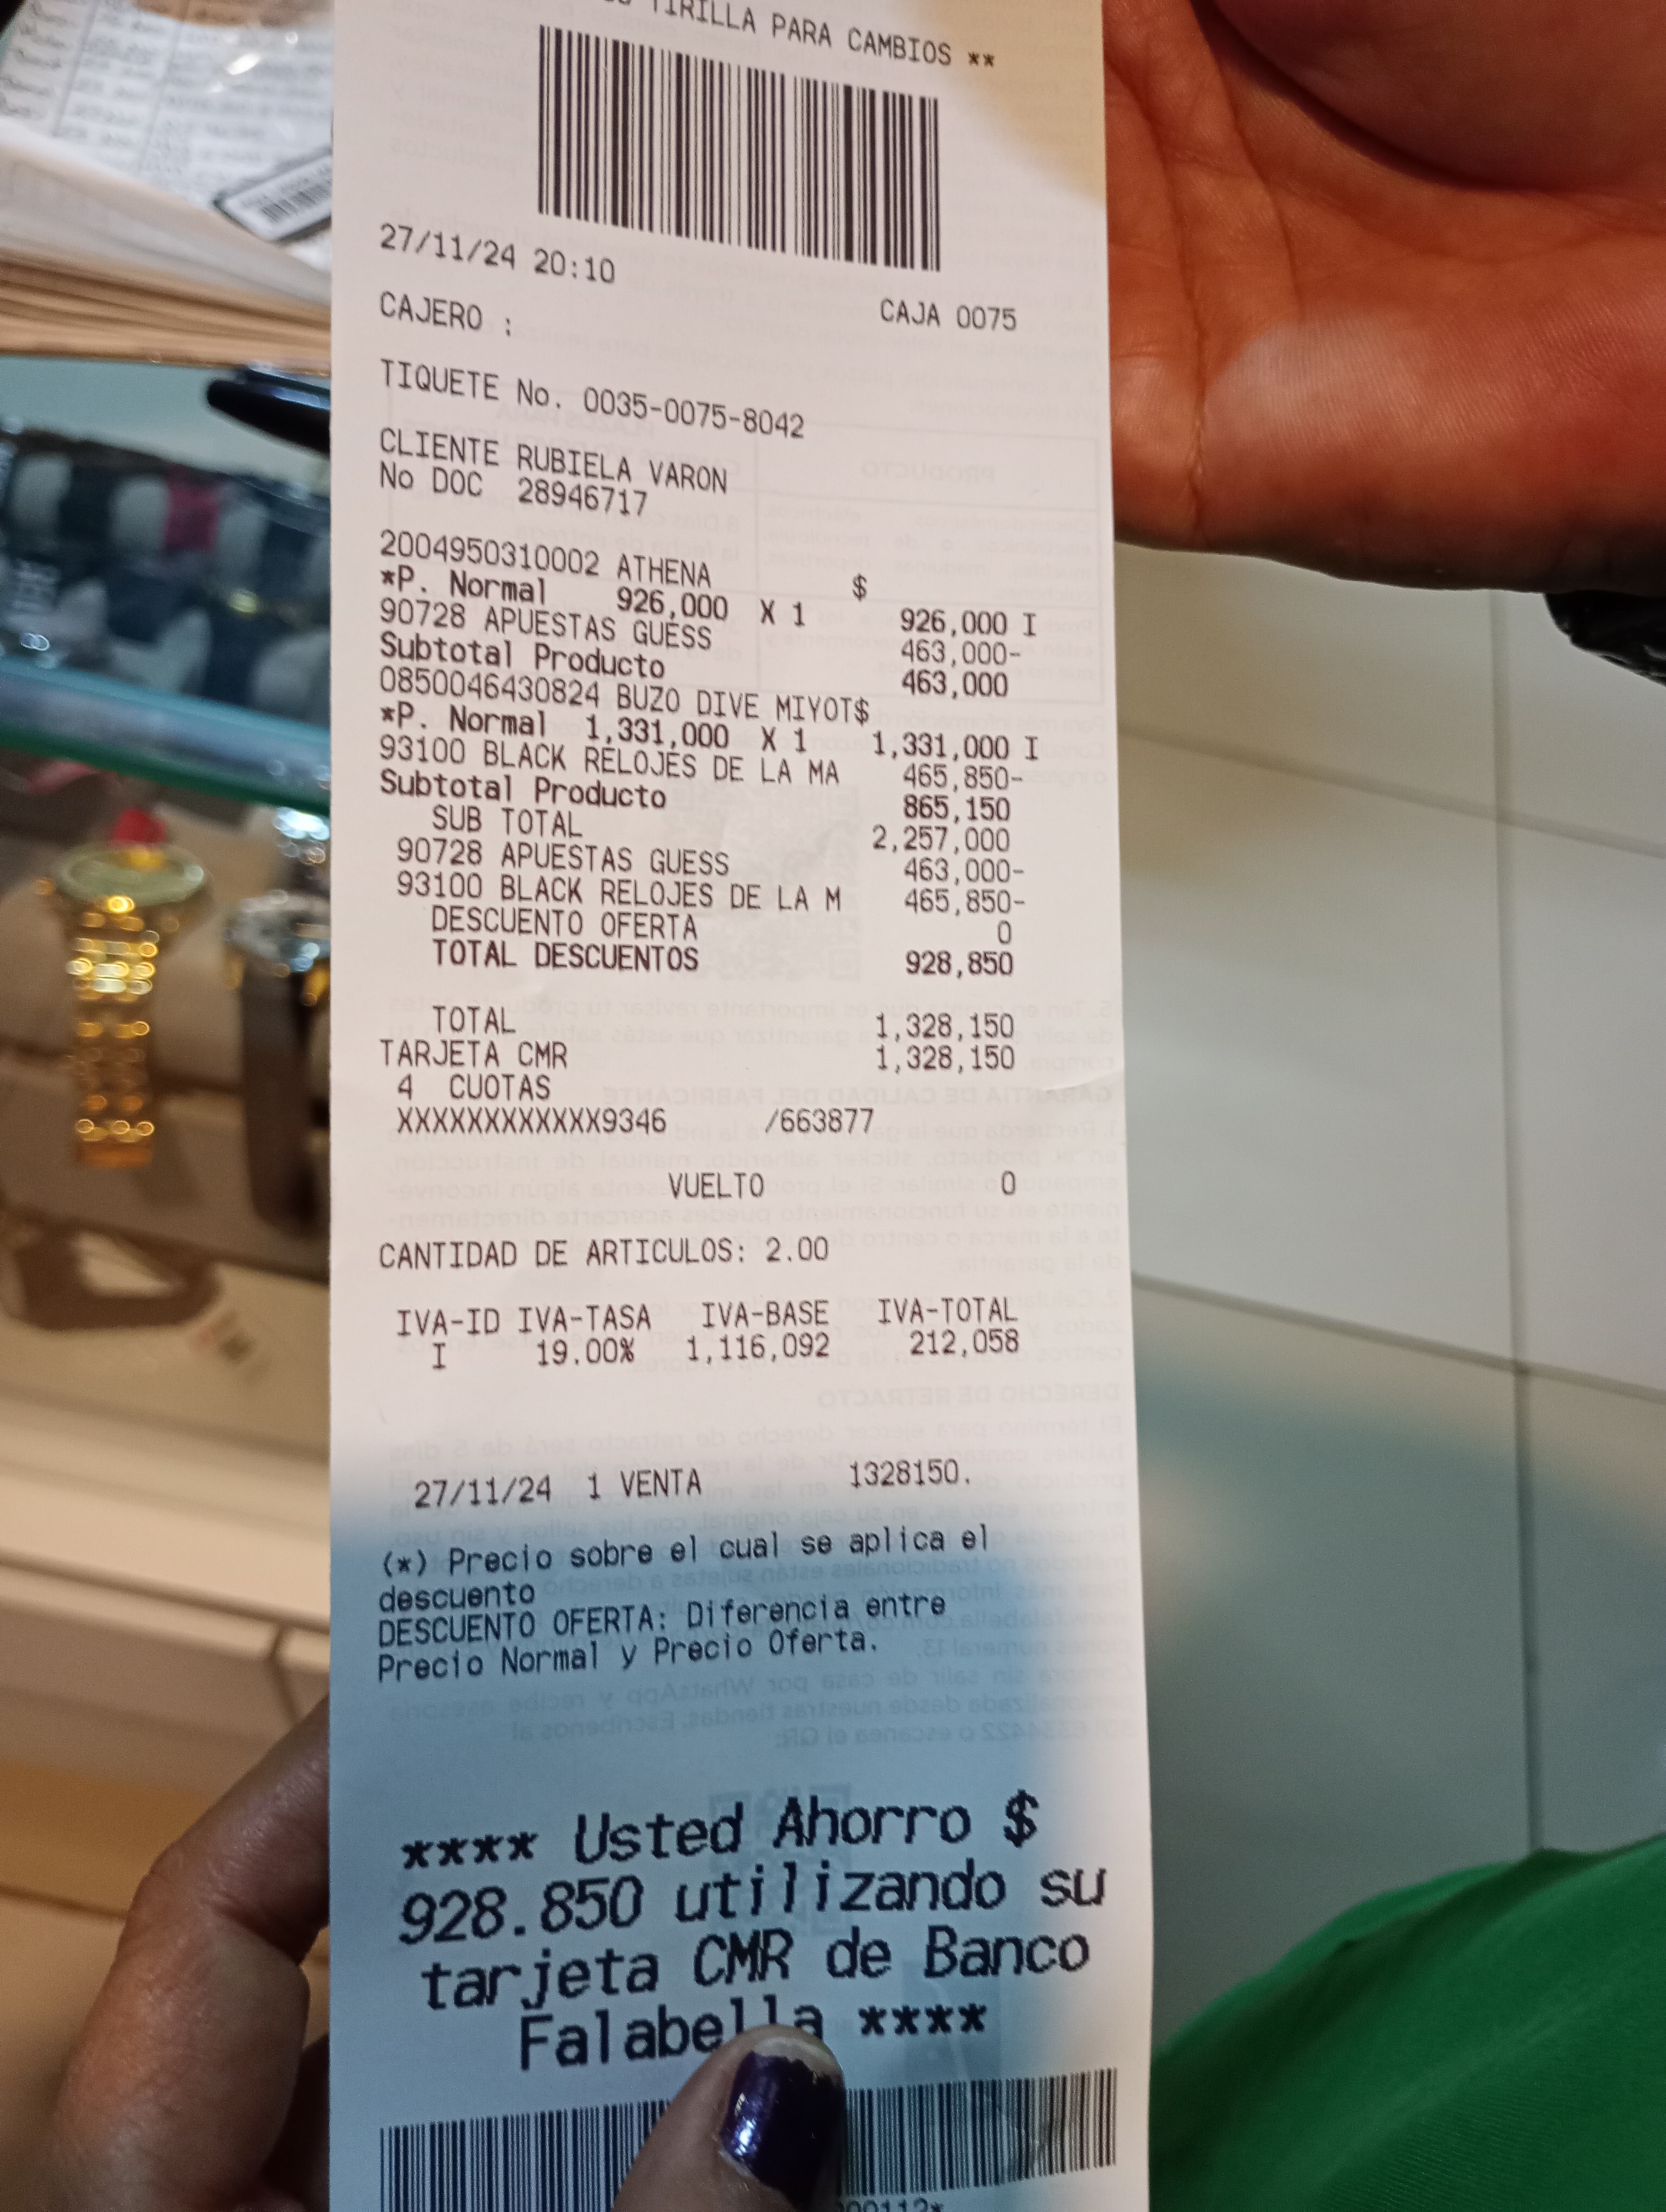 TIRILLA PARA CAMBIOS **
27/11/24 20:10
CAJERO : CAJA 0075
TIQUETE No. 0035-0075-8042
CLIENTE RUBIELA VARON
No DOC 28946717
2004950310002 ATHENA $
*P. Normal 926,000 X 1 926,000 I
90728 APUESTAS GUESS 463,000-
Subtotal Producto 463,000
0850046430824 BUZO DIVE MIYOT$
*P. Normal 1,331,000 X 1 1,331,000 I
93100 BLACK RELOJES DE LA MA 465,850-
Subtotal Producto 865,150
SUB TOTAL 2,257,000
90728 APUESTAS GUESS 463,000-
93100 BLACK RELOJES DE LA M 465,850-
DESCUENTO OFERTA 0
TOTAL DESCUENTOS 928,850
TOTAL 1,328,150
TARJETA CMR 1,328,150
4 CUOTAS
XXXXXXXXXXXX9346 /663877
VUELTO 0
CANTIDAD DE ARTICULOS: 2.00
IVA-ID IVA-TASA IVA-BASE IVA-TOTAL
I 19.00% 1,116,092 212,058
27/11/24 1 VENTA 1328150.
(*) Precio sobre el cual se aplica el
descuento
DESCUENTO OFERTA: Diferencia entre
Precio Normal y Precio Oferta.
**** Usted Ahorro $
928.850 utilizando su
tarjeta CMR de Banco
Falabella ****